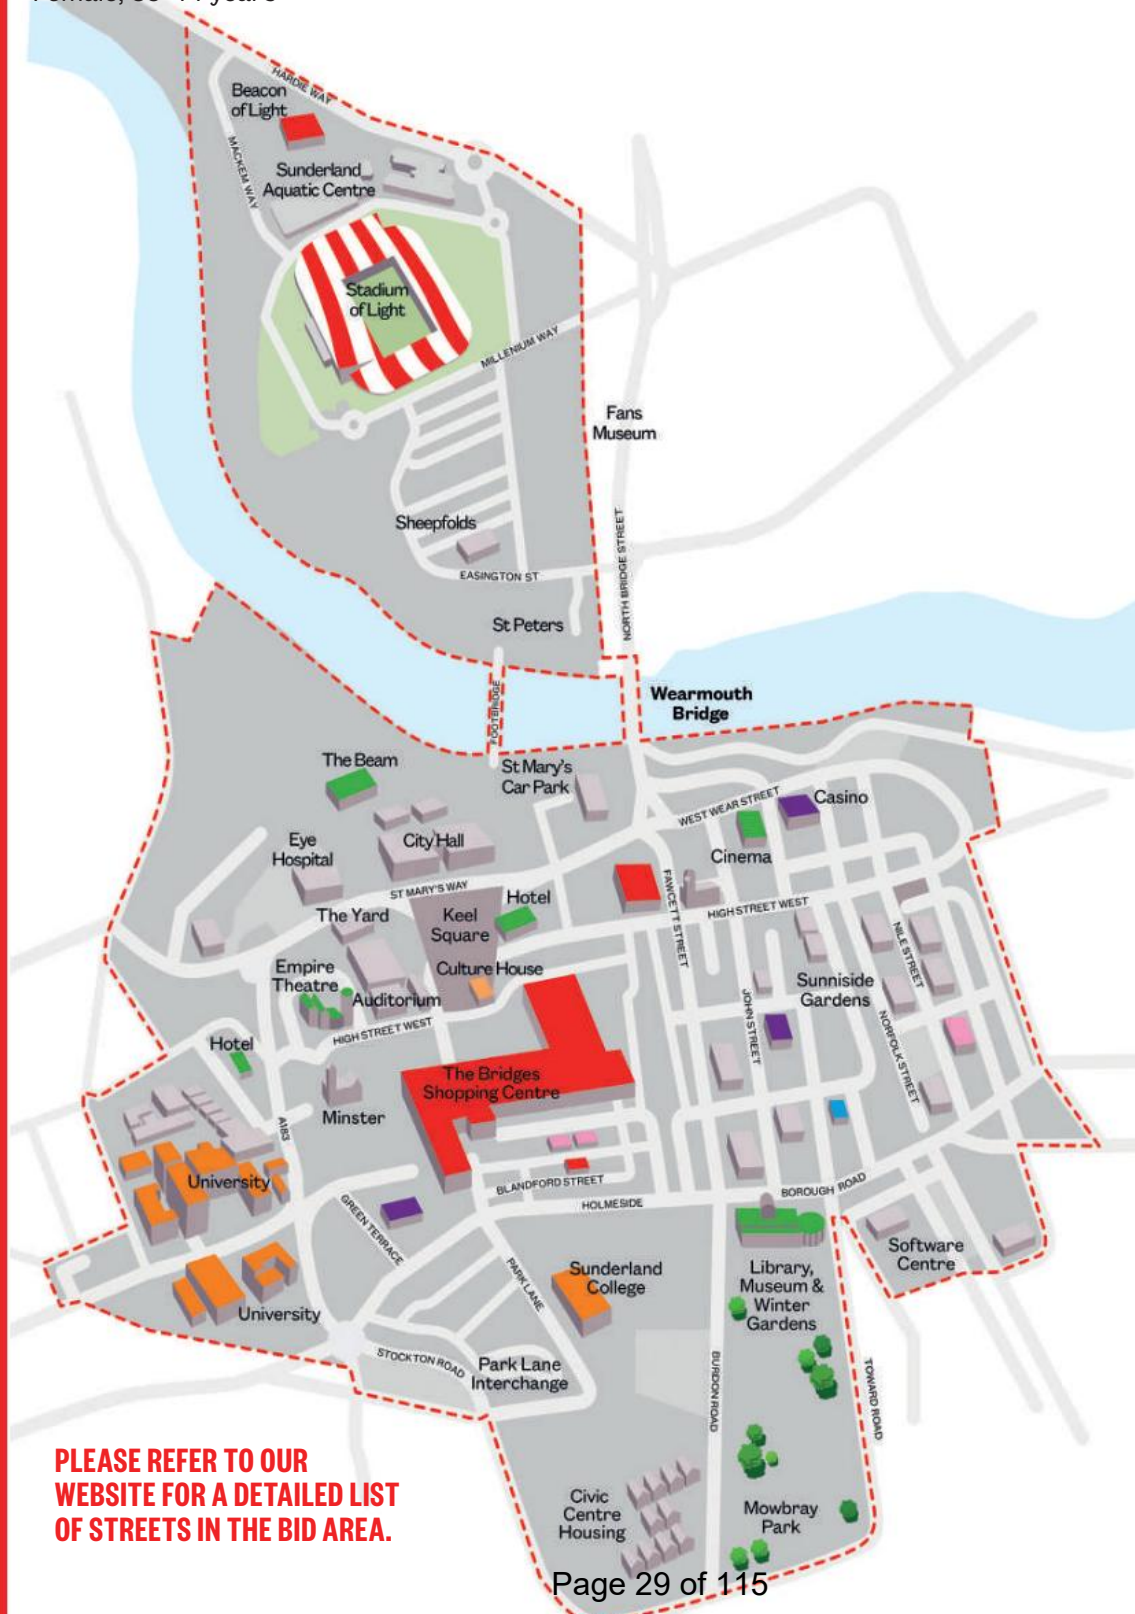 HARDIE WAY
Beacon
of Light
MACKEM WAY
Sunderland
Aquatic Centre
Stadium
of Light
MILLENIUM WAY
Fans
Museum
Sheepfolds
EASINGTON ST
NORTH BRIDGE STREET
St Peters
FOOTBRIDGE
Wearmouth
Bridge
The Beam
St Mary's
Car Park
WEST WEAR STREET
Casino
Eye
Hospital
City Hall
Cinema
ST MARY'S WAY
Hotel
FAWCETT STREET
HIGH STREET WEST
The Yard
Keel
Square
NILE STREET
Empire
Theatre
Culture House
Auditorium
Sunniside
Gardens
HIGH STREET WEST
JOHN STREET
NORFOLK STREET
Hotel
The Bridges
Shopping Centre
Minster
A183
University
BLANDFORD STREET
HOLMESIDE
BOROUGH ROAD
GREEN TERRACE
PARK LANE
Sunderland
College
Software
Centre
Library,
Museum &
Winter
Gardens
University
STOCKTON ROAD
Park Lane
Interchange
BURDON ROAD
TOWARD ROAD
PLEASE REFER TO OUR
WEBSITE FOR A DETAILED LIST
OF STREETS IN THE BID AREA.
Civic
Centre
Housing
Mowbray
Park
Page 29 of 115